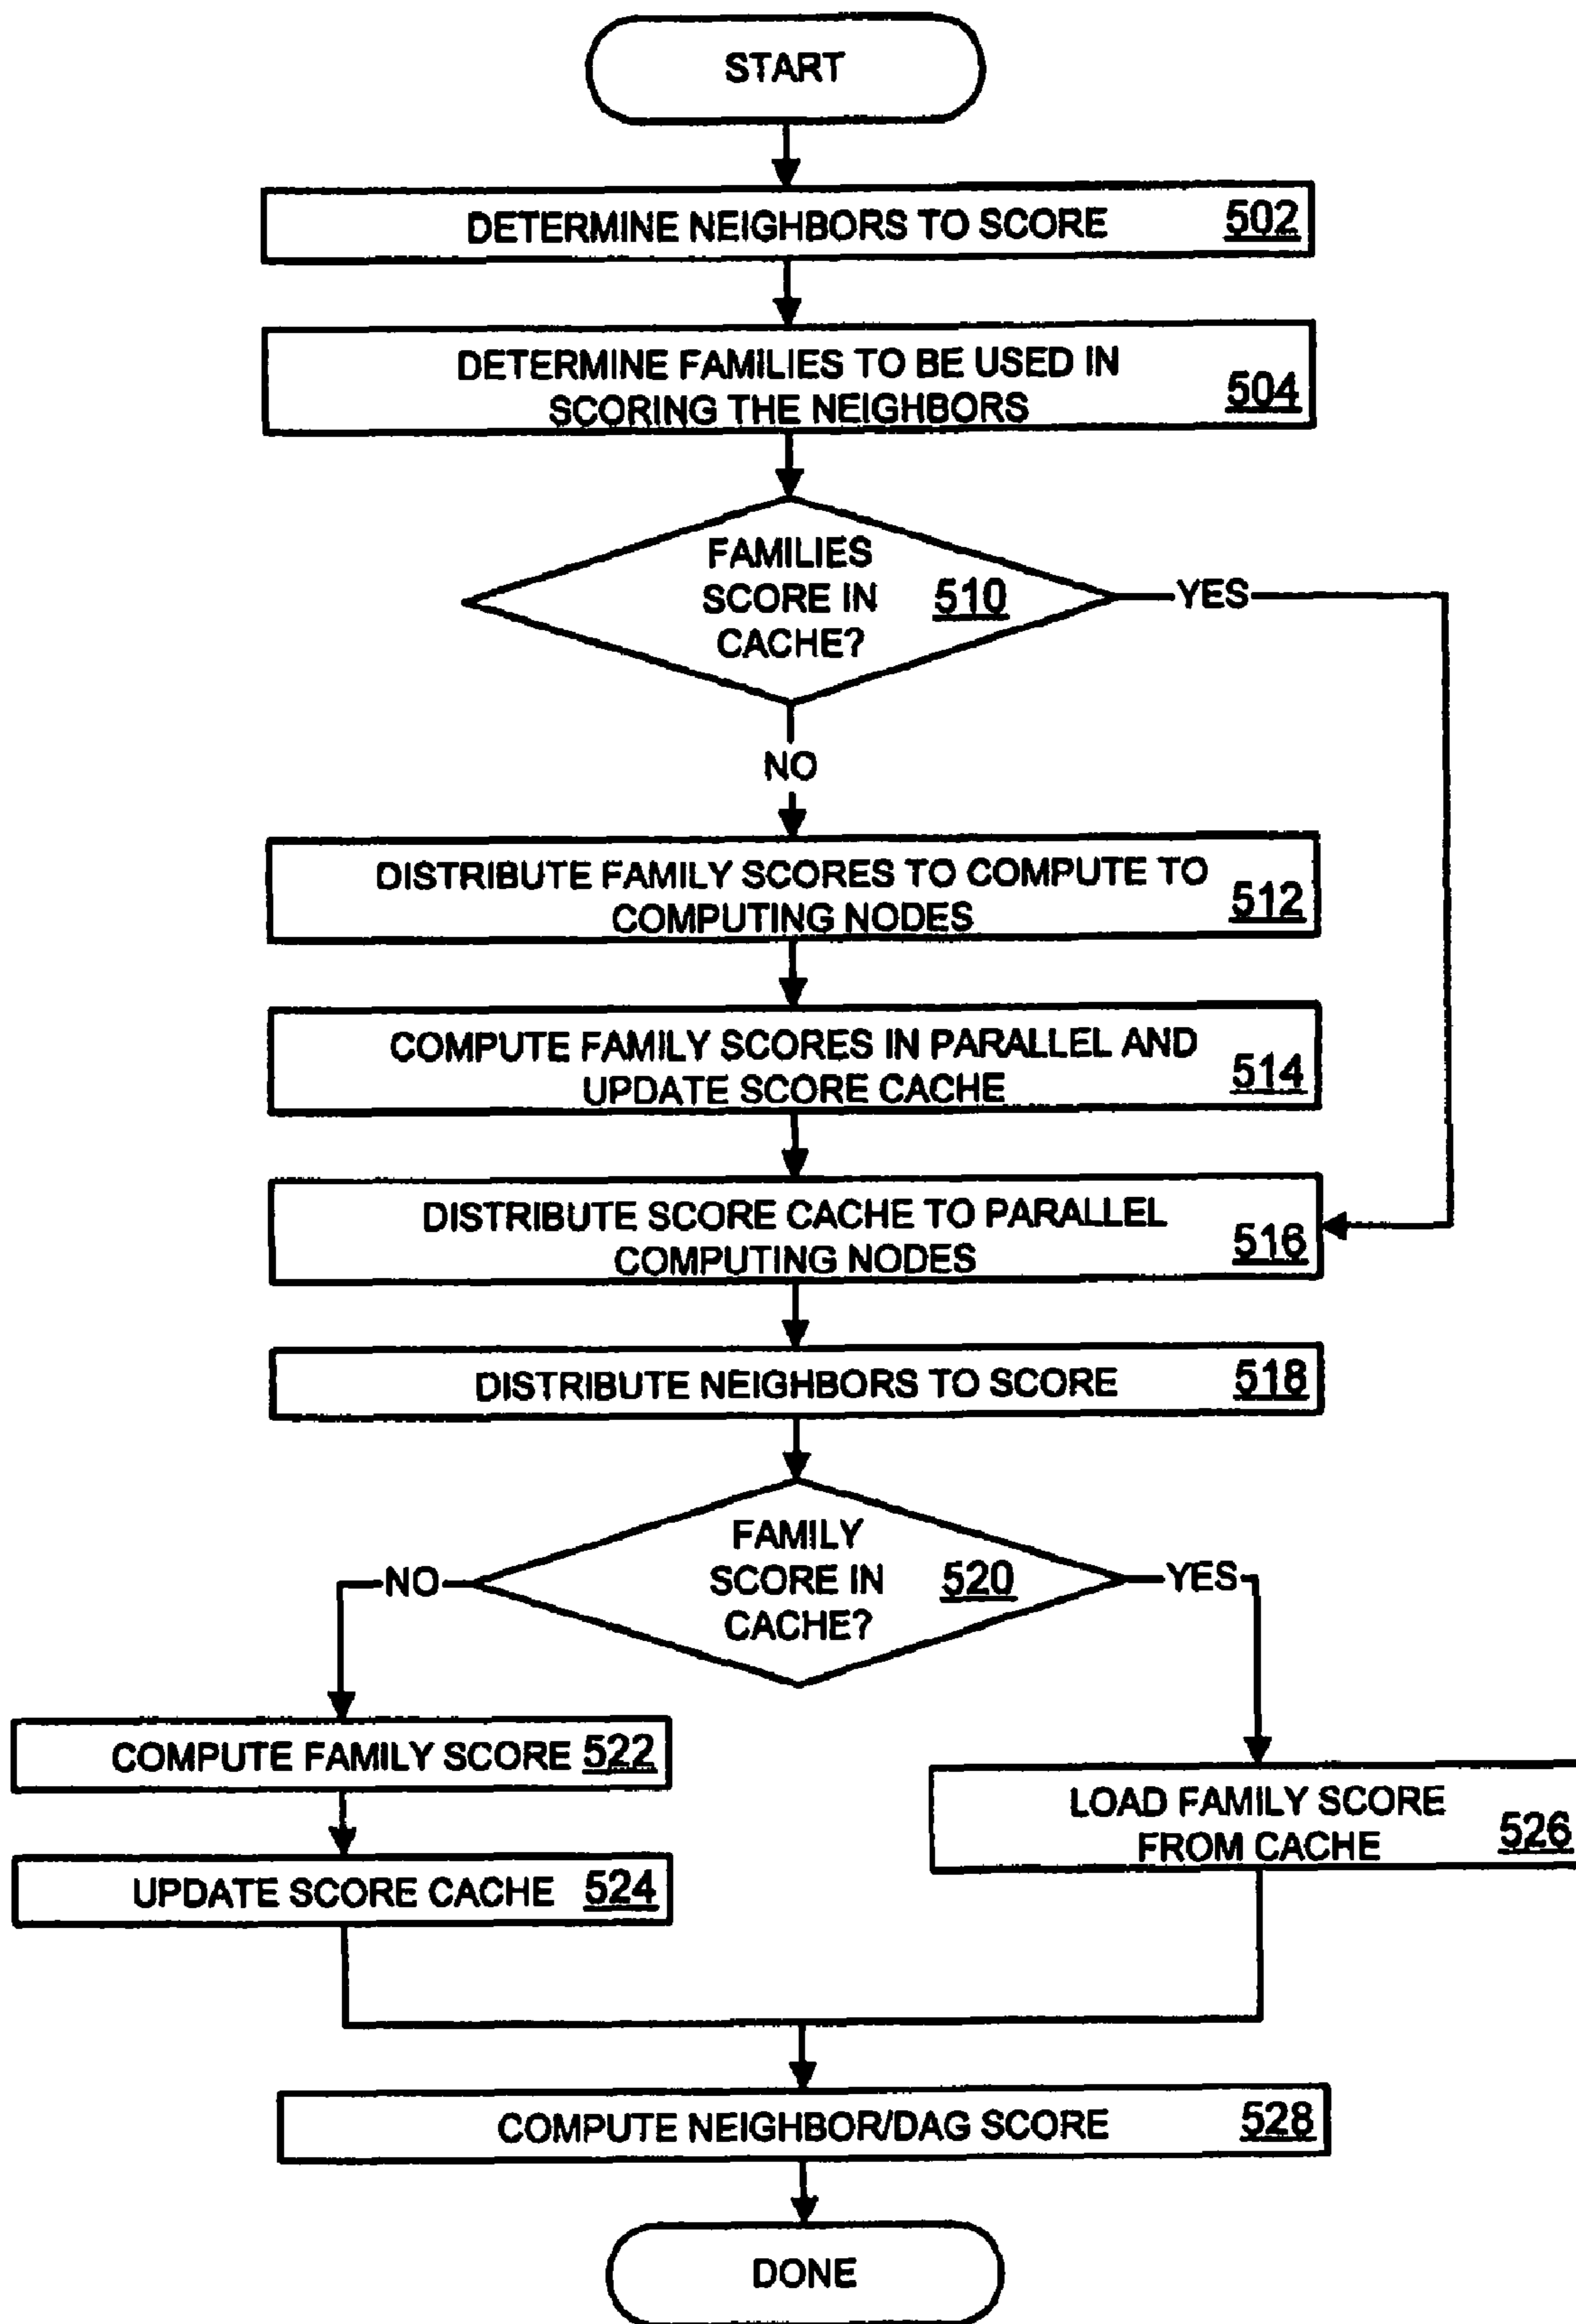 START
DETERMINE NEIGHBORS TO SCORE 502
DETERMINE FAMILIES TO BE USED IN
SCORING THE NEIGHBORS 504
FAMILIES
SCORE IN 510
CACHE?
YES
NO
DISTRIBUTE FAMILY SCORES TO COMPUTE TO
COMPUTING NODES 512
COMPUTE FAMILY SCORES IN PARALLEL AND
UPDATE SCORE CACHE 514
DISTRIBUTE SCORE CACHE TO PARALLEL
COMPUTING NODES 516
DISTRIBUTE NEIGHBORS TO SCORE 518
FAMILY
SCORE IN 520
CACHE?
NO
YES
COMPUTE FAMILY SCORE 522
UPDATE SCORE CACHE 524
LOAD FAMILY SCORE
FROM CACHE 526
COMPUTE NEIGHBOR/DAG SCORE 528
DONE